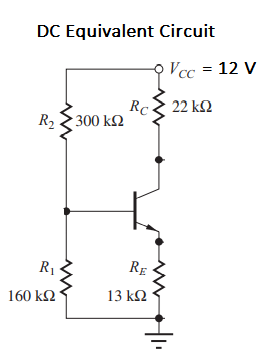 DC Equivalent Circuit
VCC = 12 V
RC 22 kΩ
R2 300 kΩ
R1 RE
160 kΩ 13 kΩ